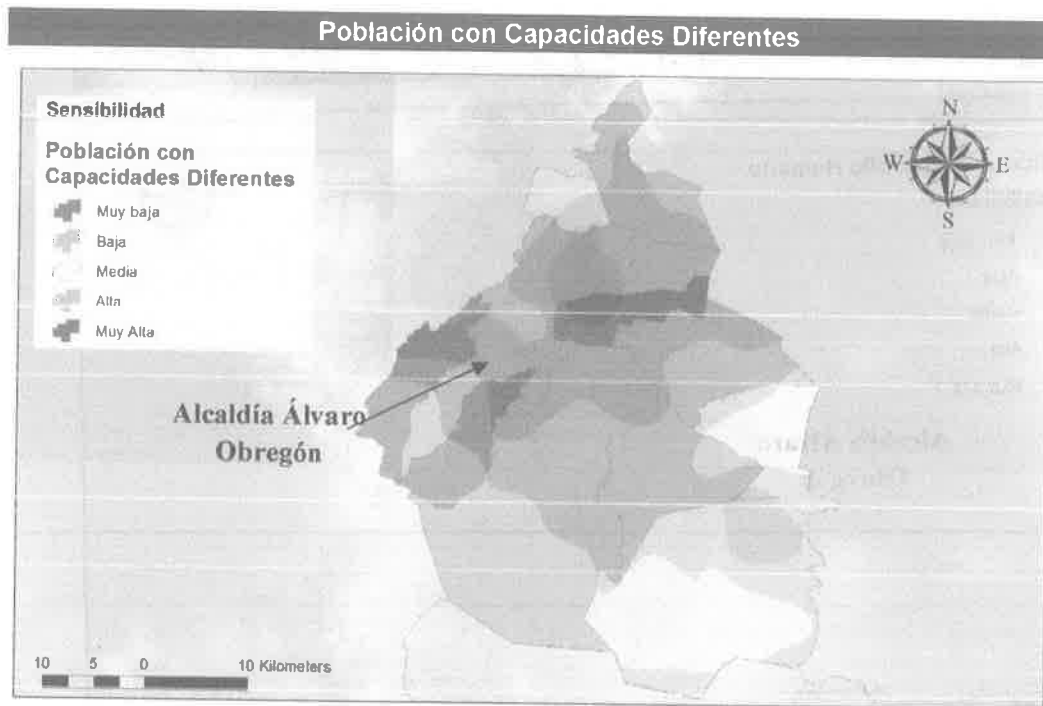 Población con Capacidades Diferentes
Sensibilidad
Población con
Capacidades Diferentes
Muy baja
Baja
Media
Alta
Muy Alta
N
W
E
S
Alcaldía Álvaro
Obregón
10 5 0 10 Kilometers